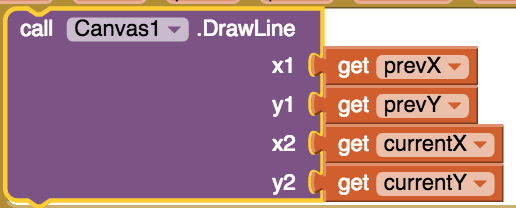 call Canvas1 .DrawLine
x1 get prevX
y1 get prevY
x2 get currentX
y2 get currentY